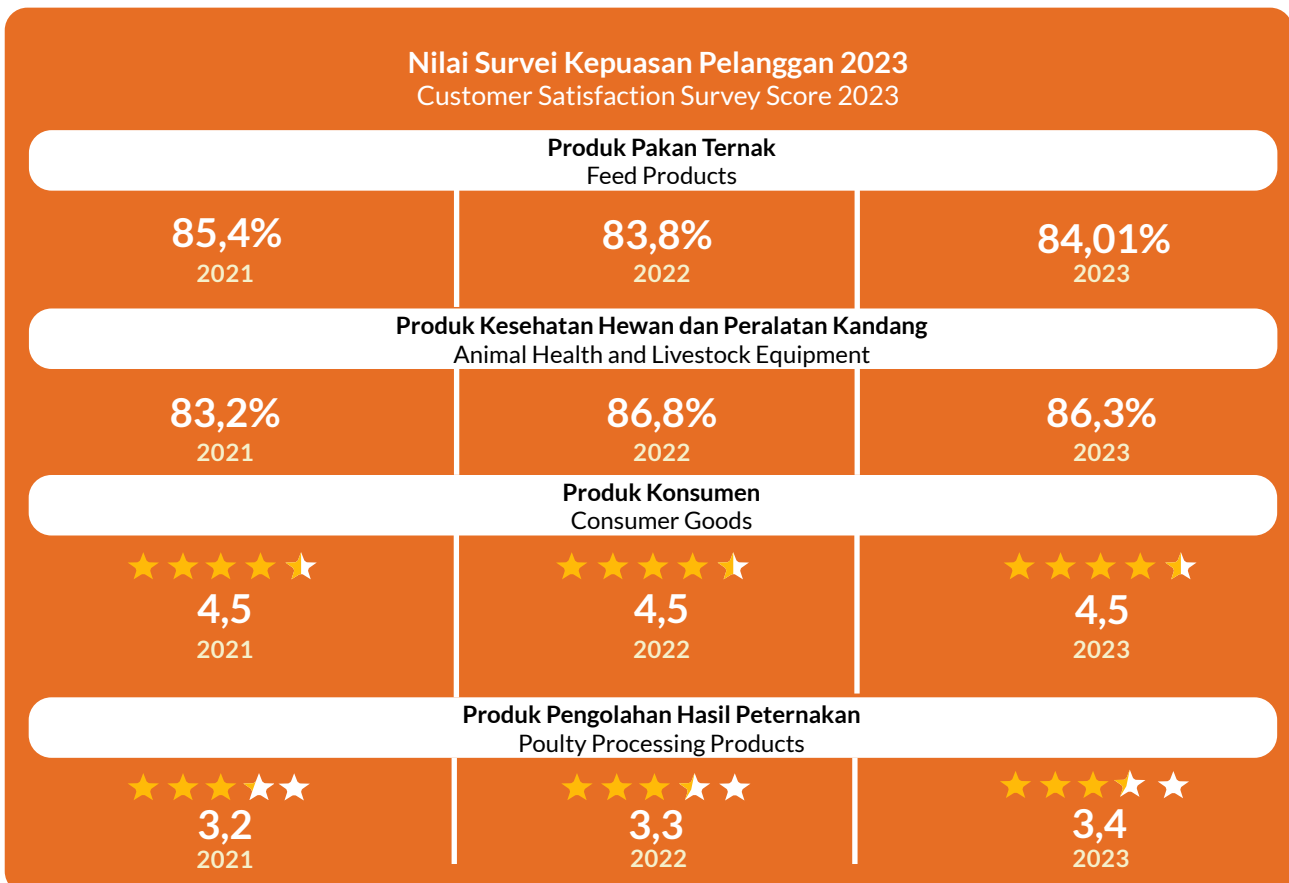 Nilai Survei Kepuasan Pelanggan 2023
Customer Satisfaction Survey Score 2023
Produk Pakan Ternak
Feed Products
85,4%
2021
83,8%
2022
84,01%
2023
Produk Kesehatan Hewan dan Peralatan Kandang
Animal Health and Livestock Equipment
83,2%
2021
86,8%
2022
86,3%
2023
Produk Konsumen
Consumer Goods
4,5
2021
4,5
2022
4,5
2023
Produk Pengolahan Hasil Peternakan
Poulty Processing Products
3,2
2021
3,3
2022
3,4
2023